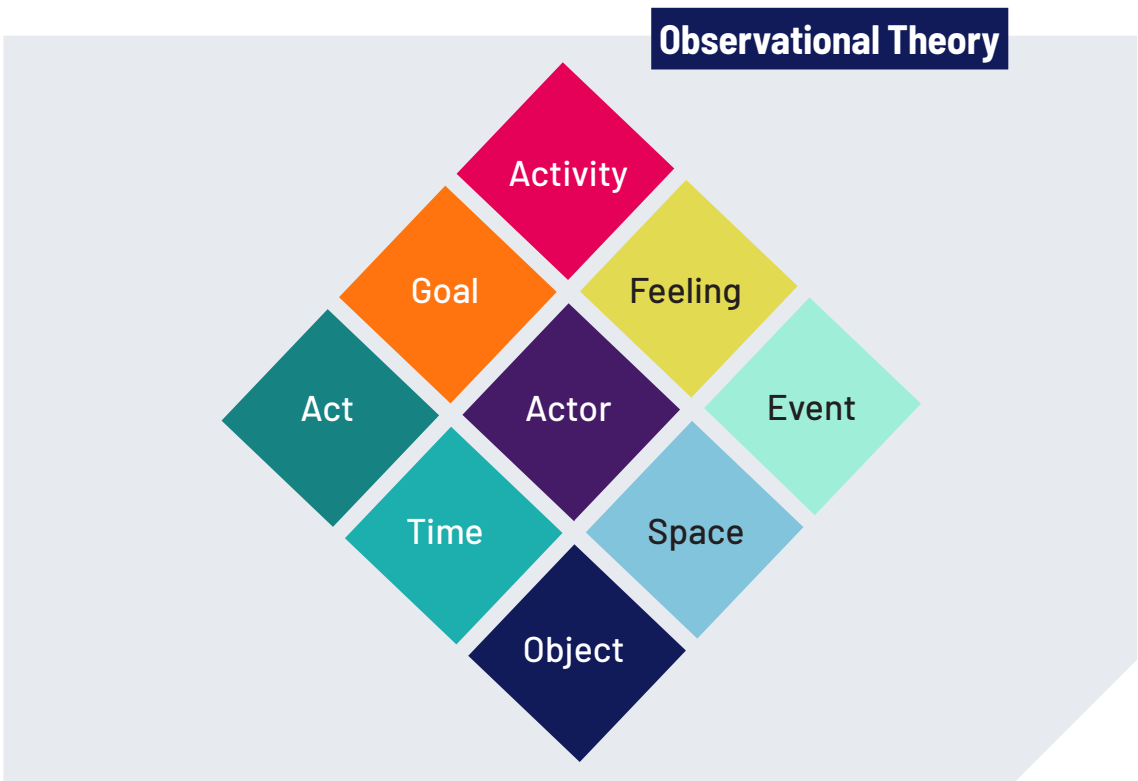 Observational Theory
Activity
Goal
Feeling
Act
Actor
Event
Time
Space
Object